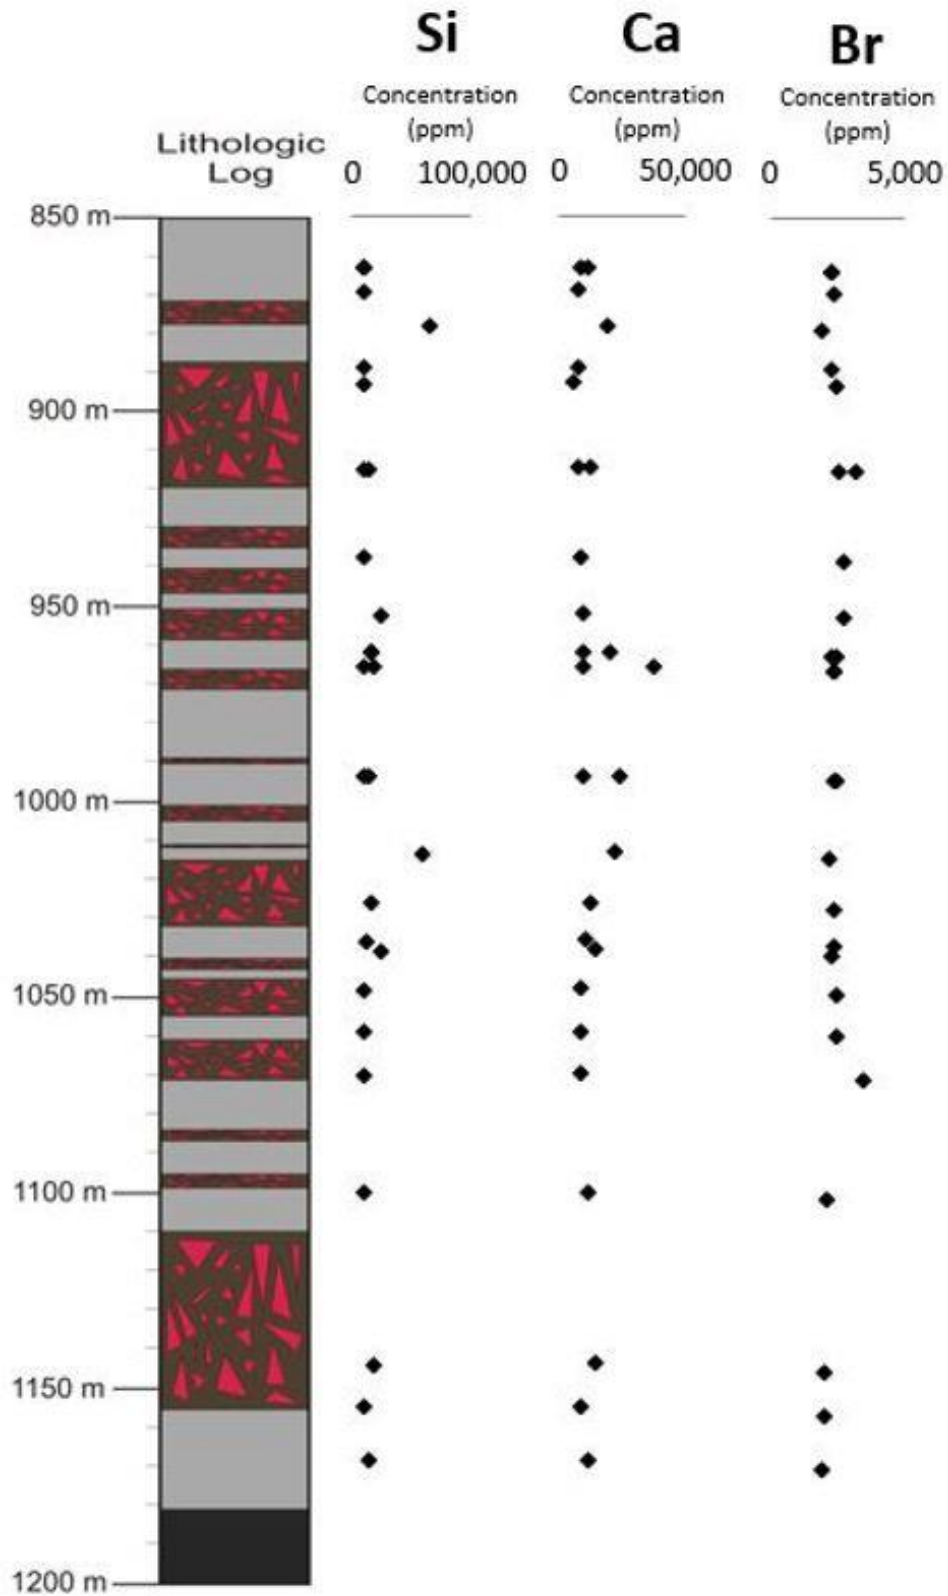 Si
Ca
Br
Concentration
(ppm)
Concentration
(ppm)
Concentration
(ppm)
Lithologic
Log
0 100,000
0 50,000
0 5,000
850 m
900 m
950 m
1000 m
1050 m
1100 m
1150 m
1200 m